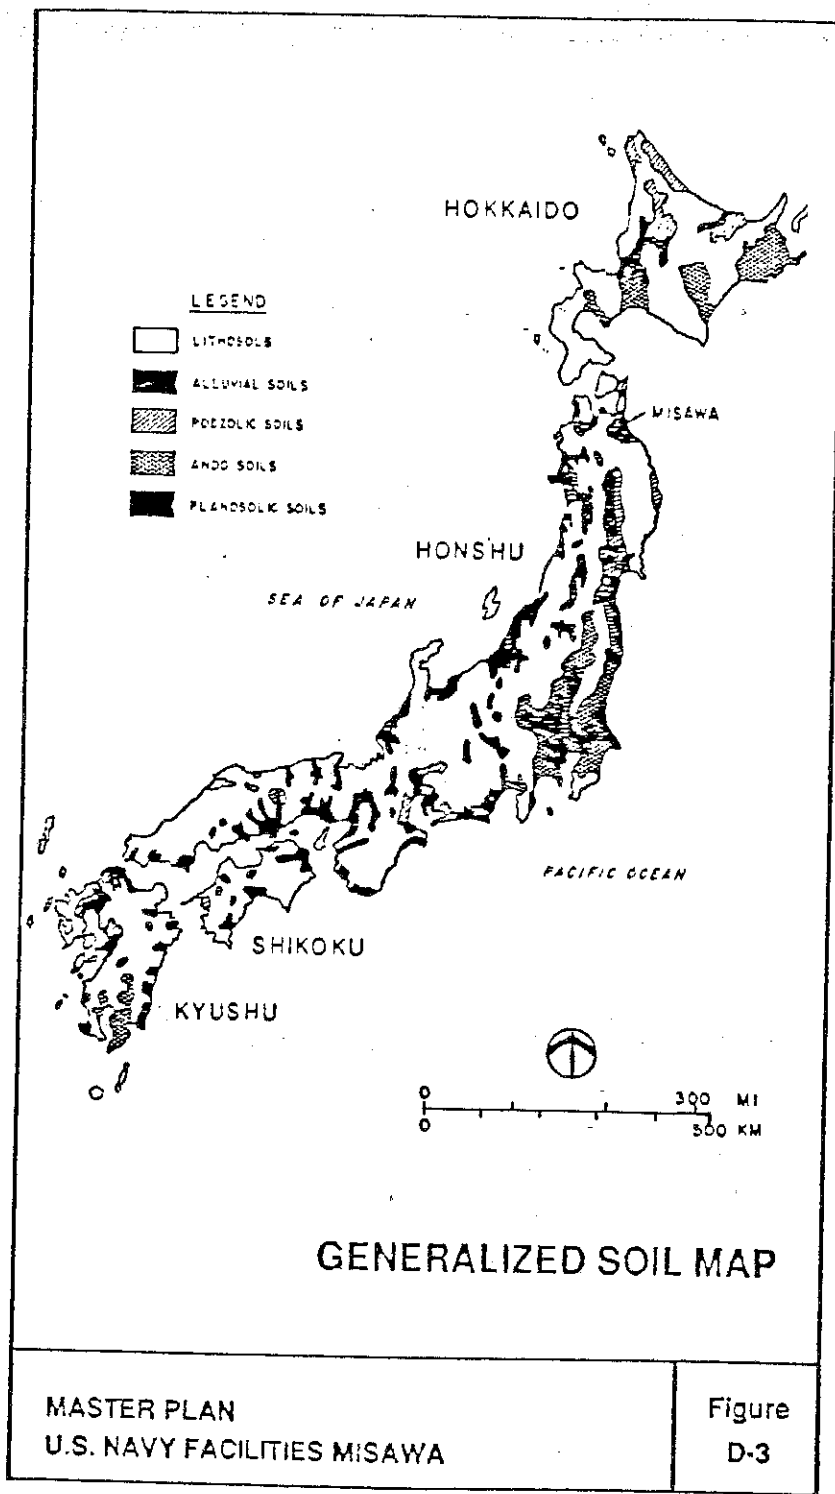 HOKKAIDO
LEGEND
LITHOSOLS
ALLUVIAL SOILS
PODZOLIC SOILS
ANDO SOILS
PLANOSOLIC SOILS
MISAWA
HONSHU
SEA OF JAPAN
PACIFIC OCEAN
SHIKOKU
KYUSHU
0 300 MI
0 500 KM
GENERALIZED SOIL MAP
MASTER PLAN
U.S. NAVY FACILITIES MISAWA
Figure
D-3